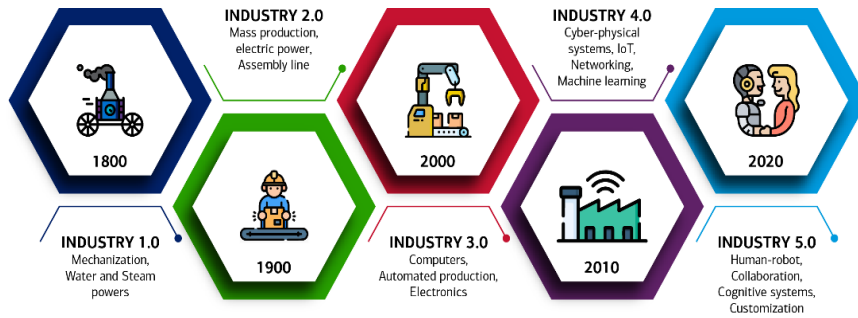 INDUSTRY 2.0
Mass production,
electric power,
Assembly line
INDUSTRY 4.0
Cyber-physical
systems, IoT,
Networking,
Machine learning
1800
2000
2020
INDUSTRY 1.0
Mechanization,
Water and Steam
powers
1900
INDUSTRY 3.0
Computers,
Automated production,
Electronics
2010
INDUSTRY 5.0
Human-robot,
Collaboration,
Cognitive systems,
Customization